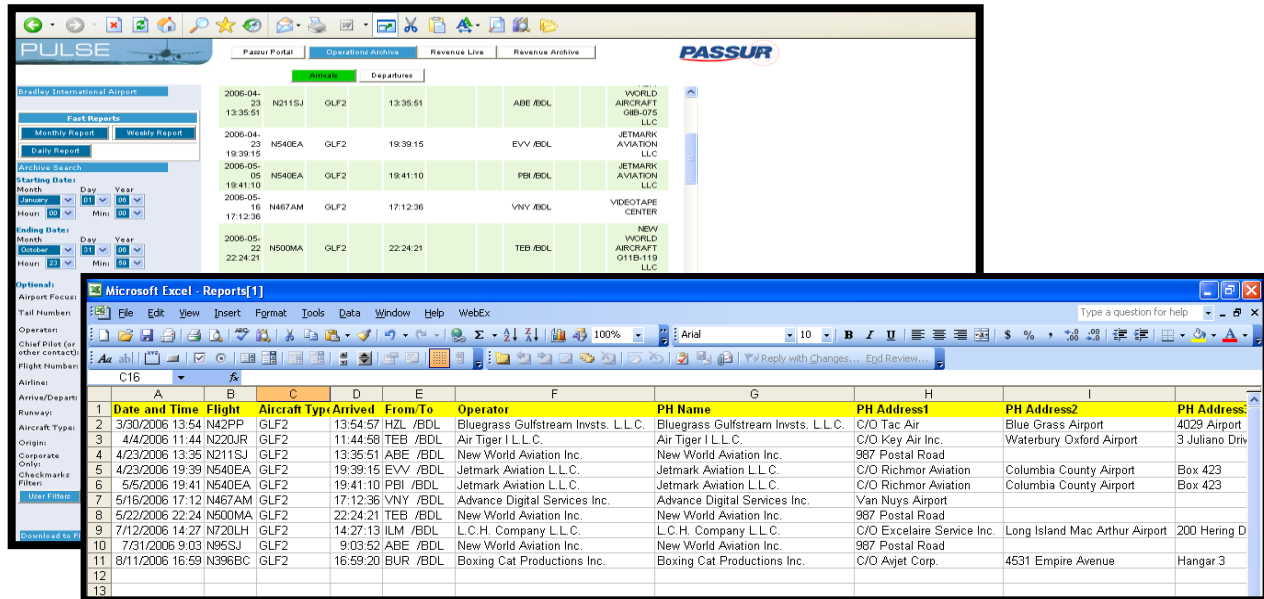 PULSE
Passur Portal Operations Archive Revenue Live Revenue Archive
PASSUR
Arrivals Departures
Bradley International Airport
Fast Reports
Monthly Report Weekly Report
Daily Report
Archive Search
Starting Date:
Month Day Year
January 01 06
Hour: 00 Min: 00
Ending Date:
Month Day Year
October 31 06
Hour: 23 Min: 59
Optional:
Airport Focus:
Tail Number:
Operator:
Chief Pilot (or
other contact):
Flight Number:
Airline:
Arrive/Depart:
Runway:
Aircraft Type:
Origin:
Corporate
Only:
Checkmarks
Filter:
User Filters
Download to Fi
2006-04-
23
13:35:51
N211SJ GLF2 13:35:51 ABE /BDL
WORLD
AIRCRAFT
GIIB-075
LLC
2006-04-
23
19:39:15
N540EA GLF2 19:39:15 EVV /BDL
JETMARK
AVIATION
LLC
2006-05-
05
19:41:10
N540EA GLF2 19:41:10 PBI /BDL
JETMARK
AVIATION
LLC
2006-05-
16
17:12:36
N467AM GLF2 17:12:36 VNY /BDL
VIDEOTAPE
CENTER
2006-05-
22
22:24:21
N500MA GLF2 22:24:21 TEB /BDL
NEW
WORLD
AIRCRAFT
G11B-119
LLC
Microsoft Excel - Reports[1]
File Edit View Insert Format Tools Data Window Help WebEx
Type a question for help
100% Arial 10 B I U $ %
Reply with Changes... End Review...
C16 fx
A B C D E F G H I
1 Date and Time Flight Aircraft Type Arrived From/To Operator PH Name PH Address1 PH Address2 PH Address3
2 3/30/2006 13:54 N42PP GLF2 13:54:57 HZL /BDL Bluegrass Gulfstream Invsts. L.L.C. Bluegrass Gulfstream Invsts. L.L.C. C/O Tac Air Blue Grass Airport 4029 Airport
3 4/4/2006 11:44 N220JR GLF2 11:44:58 TEB /BDL Air Tiger I L.L.C. Air Tiger I L.L.C. C/O Key Air Inc. Waterbury Oxford Airport 3 Juliano Driv
4 4/23/2006 13:35 N211SJ GLF2 13:35:51 ABE /BDL New World Aviation Inc. New World Aviation Inc. 987 Postal Road
5 4/23/2006 19:39 N540EA GLF2 19:39:15 EVV /BDL Jetmark Aviation L.L.C. Jetmark Aviation L.L.C. C/O Richmor Aviation Columbia County Airport Box 423
6 5/5/2006 19:41 N540EA GLF2 19:41:10 PBI /BDL Jetmark Aviation L.L.C. Jetmark Aviation L.L.C. C/O Richmor Aviation Columbia County Airport Box 423
7 5/16/2006 17:12 N467AM GLF2 17:12:36 VNY /BDL Advance Digital Services Inc. Advance Digital Services Inc. Van Nuys Airport
8 5/22/2006 22:24 N500MA GLF2 22:24:21 TEB /BDL New World Aviation Inc. New World Aviation Inc. 987 Postal Road
9 7/12/2006 14:27 N720LH GLF2 14:27:13 ILM /BDL L.C.H. Company L.L.C. L.C.H. Company L.L.C. C/O Excelaire Service Inc. Long Island Mac Arthur Airport 200 Hering D
10 7/31/2006 9:03 N95SJ GLF2 9:03:52 ABE /BDL New World Aviation Inc. New World Aviation Inc. 987 Postal Road
11 8/11/2006 16:59 N396BC GLF2 16:59:20 BUR /BDL Boxing Cat Productions Inc. Boxing Cat Productions Inc. C/O Avjet Corp. 4531 Empire Avenue Hangar 3
12
13